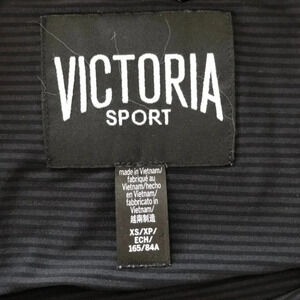 VICTORIA
SPORT
made in Vietnam/
fabriqué au
Vietnam/hecho
en Vietnam/
fabbricato in
Vietnam/
越南制造
XS/XP/
ECH/
165/84A